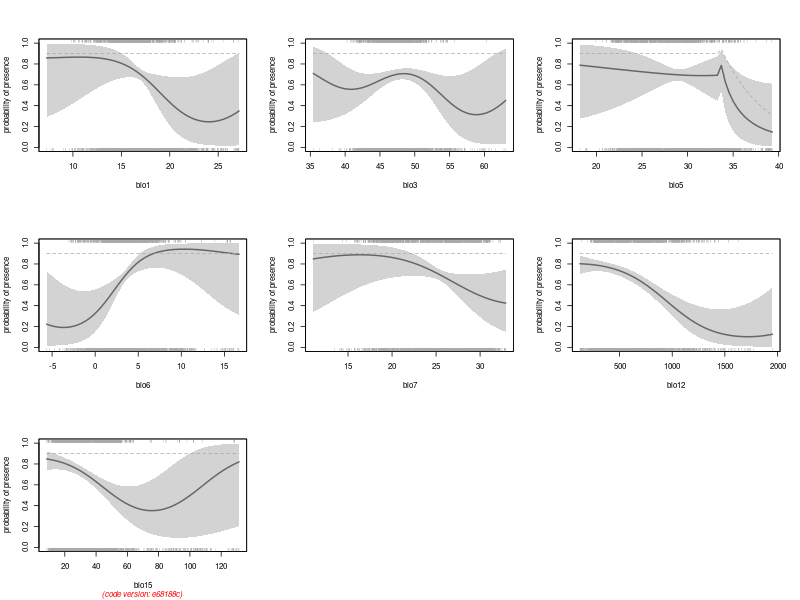 probability of presence
0.0 0.2 0.4 0.6 0.8 1.0
10 15 20 25
bio1
probability of presence
0.0 0.2 0.4 0.6 0.8 1.0
35 40 45 50 55 60
bio3
probability of presence
0.0 0.2 0.4 0.6 0.8 1.0
20 25 30 35 40
bio5
probability of presence
0.0 0.2 0.4 0.6 0.8 1.0
-5 0 5 10 15
bio6
probability of presence
0.0 0.2 0.4 0.6 0.8 1.0
15 20 25 30
bio7
probability of presence
0.0 0.2 0.4 0.6 0.8 1.0
500 1000 1500 2000
bio12
probability of presence
0.0 0.2 0.4 0.6 0.8 1.0
20 40 60 80 100 120
bio15
(code version: e68188c)